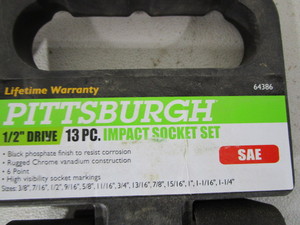 Lifetime Warranty
64386
PITTSBURGH
1/2" DRIVE 13 PC. IMPACT SOCKET SET
SAE
• Black phosphate finish to resist corrosion
• Rugged Chrome vanadium construction
• 6 Point
• High visibility socket markings
Sizes: 3/8", 7/16", 1/2", 9/16", 5/8", 11/16", 3/4", 13/16", 7/8", 15/16", 1", 1-1/16", 1-1/4"